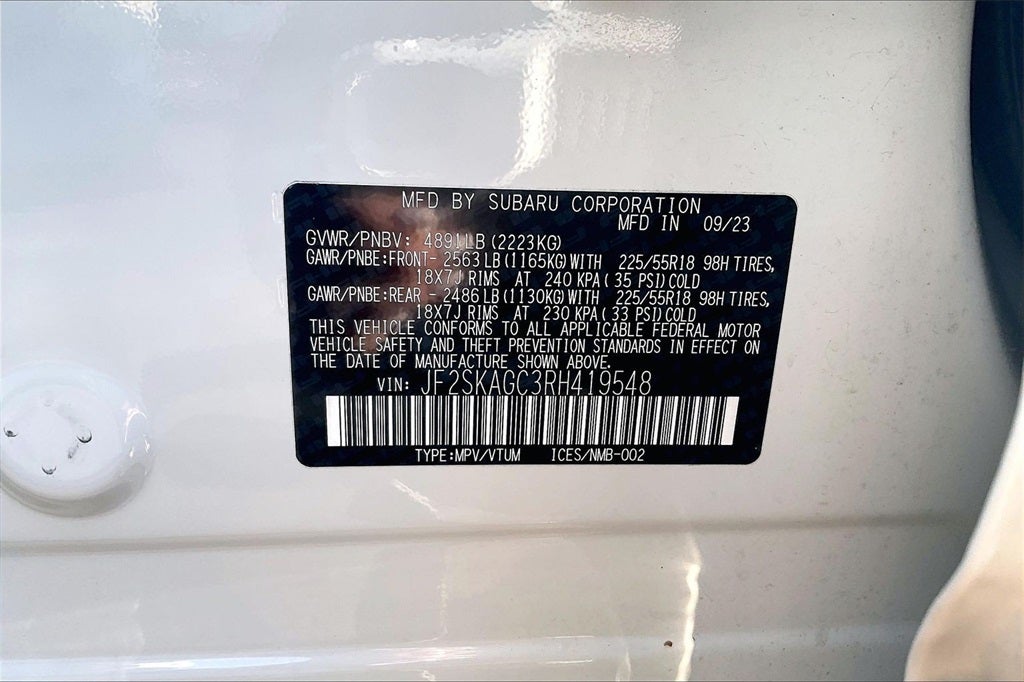 MFD BY SUBARU CORPORATION
MFD IN 09/23
GVWR/PNBV: 4891LB (2223KG)
GAWR/PNBE:FRONT- 2563 LB (1165KG) WITH 225/55R18 98H TIRES,
18X7J RIMS AT 240 KPA ( 35 PSI) COLD
GAWR/PNBE:REAR - 2486 LB (1130KG) WITH 225/55R18 98H TIRES,
18X7J RIMS AT 230 KPA ( 33 PSI) COLD
THIS VEHICLE CONFORMS TO ALL APPLICABLE FEDERAL MOTOR
VEHICLE SAFETY AND THEFT PREVENTION STANDARDS IN EFFECT ON
THE DATE OF MANUFACTURE SHOWN ABOVE.
VIN: JF2SKAGC3RH419548
TYPE:MPV/VTUM ICES/NMB-002